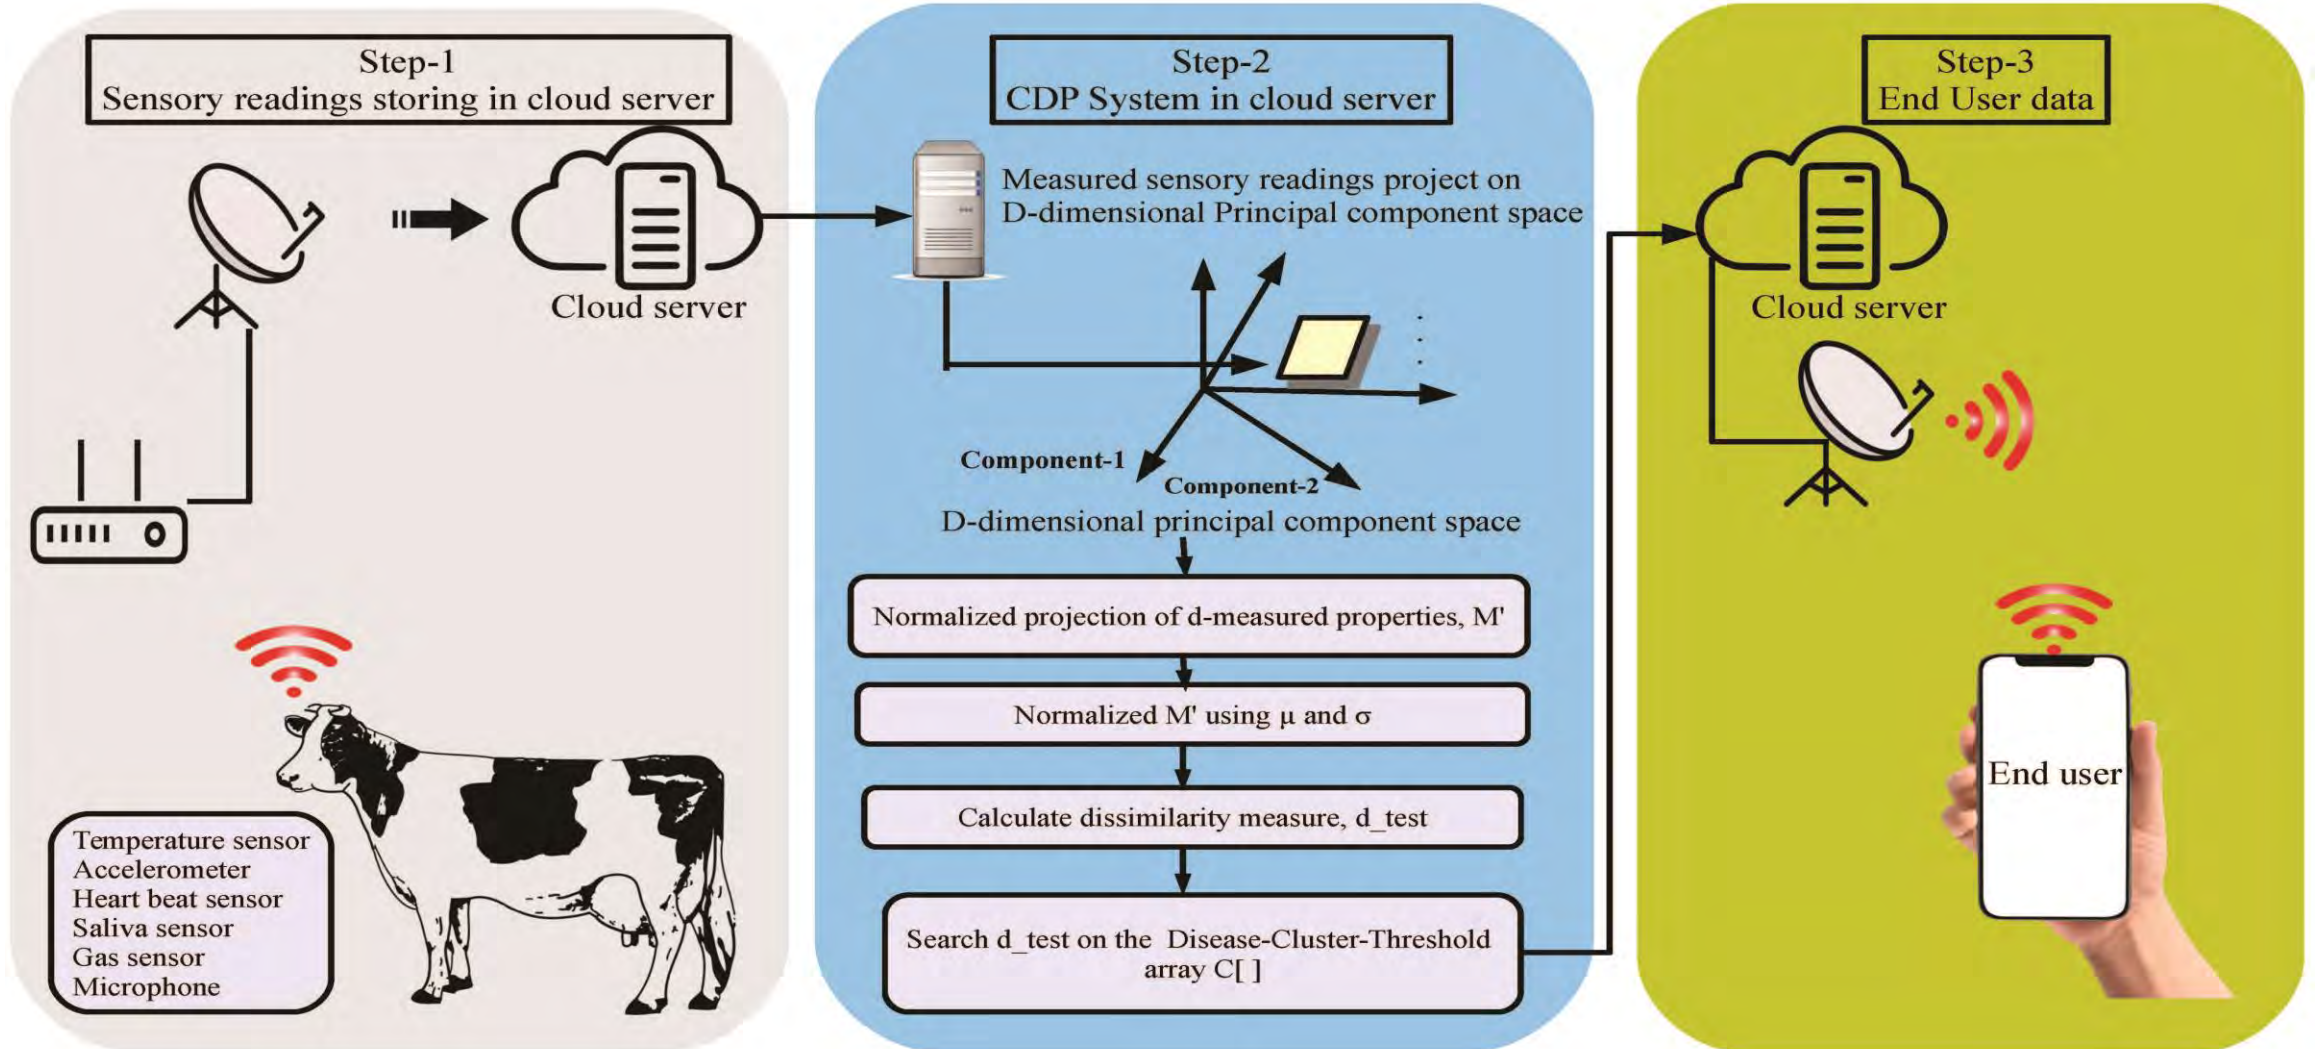 Step-1
Sensory readings storing in cloud server
Cloud server
Temperature sensor
Accelerometer
Heart beat sensor
Saliva sensor
Gas sensor
Microphone
Step-2
CDP System in cloud server
Measured sensory readings project on
D-dimensional Principal component space
Component-1
Component-2
D-dimensional principal component space
Normalized projection of d-measured properties, M'
Normalized M' using μ and σ
Calculate dissimilarity measure, d_test
Search d_test on the Disease-Cluster-Threshold
array C[ ]
Step-3
End User data
Cloud server
End user